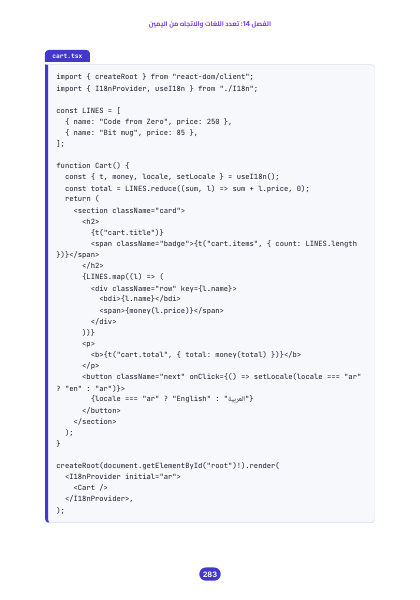 الفصل 14: تعدد اللغات والاتجاه من اليمين
cart.tsx
import { createRoot } from "react-dom/client";
import { I18nProvider, useI18n } from "./I18n";
const LINES = [
  { name: "Code from Zero", price: 250 },
  { name: "Bit mug", price: 85 },
];
function Cart() {
  const { t, money, locale, setLocale } = useI18n();
  const total = LINES.reduce((sum, l) => sum + l.price, 0);
  return (
    <section className="card">
      <h2>
        {t("cart.title")}
        <span className="badge">{t("cart.items", { count: LINES.length
})}</span>
      </h2>
      {LINES.map((l) => (
        <div className="row" key={l.name}>
          <bdi>{l.name}</bdi>
          <span>{money(l.price)}</span>
        </div>
      ))}
      <p>
        <b>{t("cart.total", { total: money(total) })}</b>
      </p>
      <button className="next" onClick={() => setLocale(locale === "ar"
? "en" : "ar")}>
        {locale === "ar" ? "English" : "العربية"}
      </button>
    </section>
  );
}
createRoot(document.getElementById("root")!).render(
  <I18nProvider initial="ar">
    <Cart />
  </I18nProvider>,
);
283